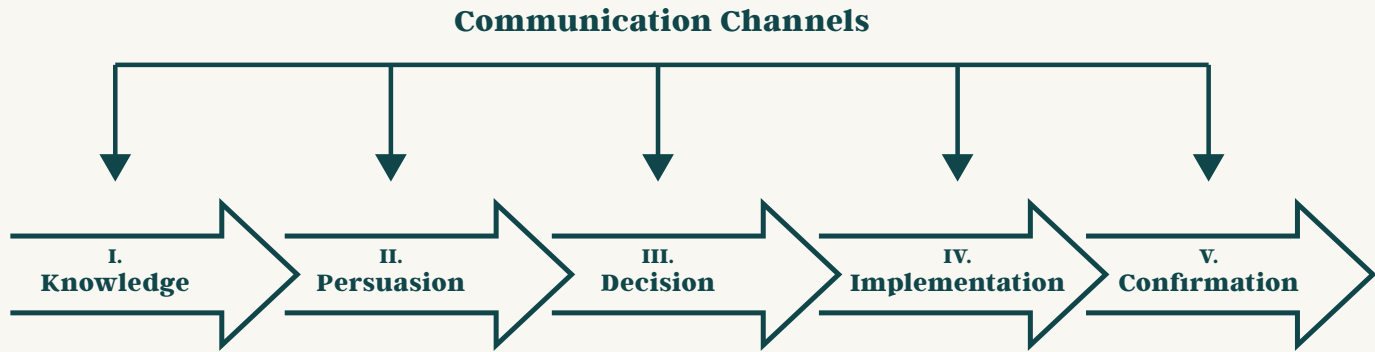 Communication Channels
I.
Knowledge
II.
Persuasion
III.
Decision
IV.
Implementation
V.
Confirmation